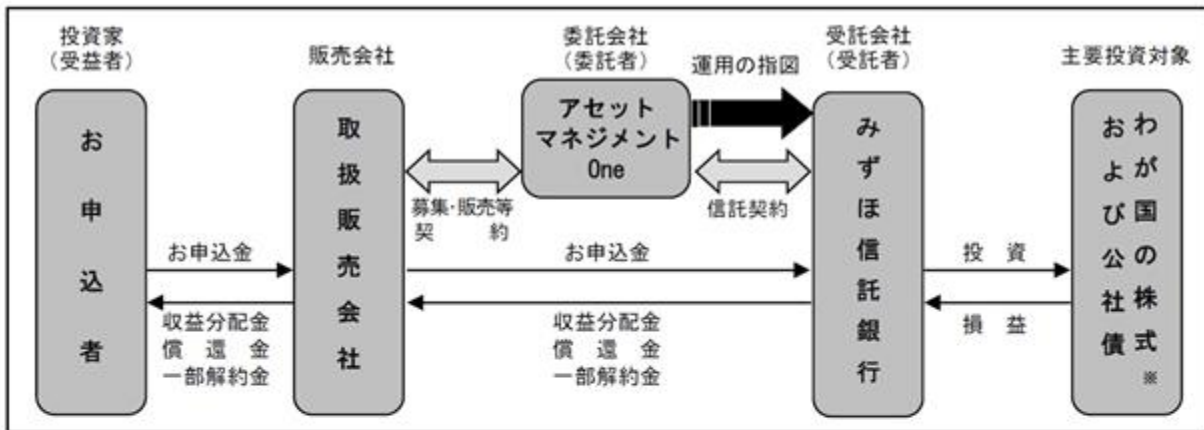 投資家
(受益者)
販売会社
委託会社
(委託者)
受託会社
(受託者)
主要投資対象
お申込者
取扱販売会社
アセット
マネジメント
One
運用の指図
みずほ信託銀行
わが国の株式※
および公社債
募集・販売等
契 約
信託契約
お申込金
収益分配金
償 還 金
一部解約金
お申込金
収益分配金
償 還 金
一部解約金
投 資
損 益